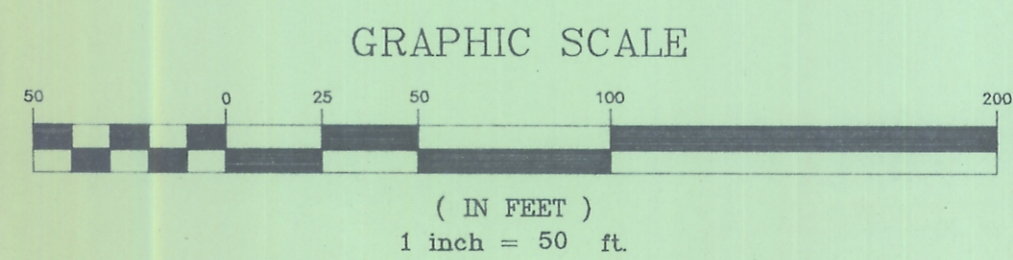 GRAPHIC SCALE
50 0 25 50 100 200
( IN FEET )
1 inch = 50 ft.